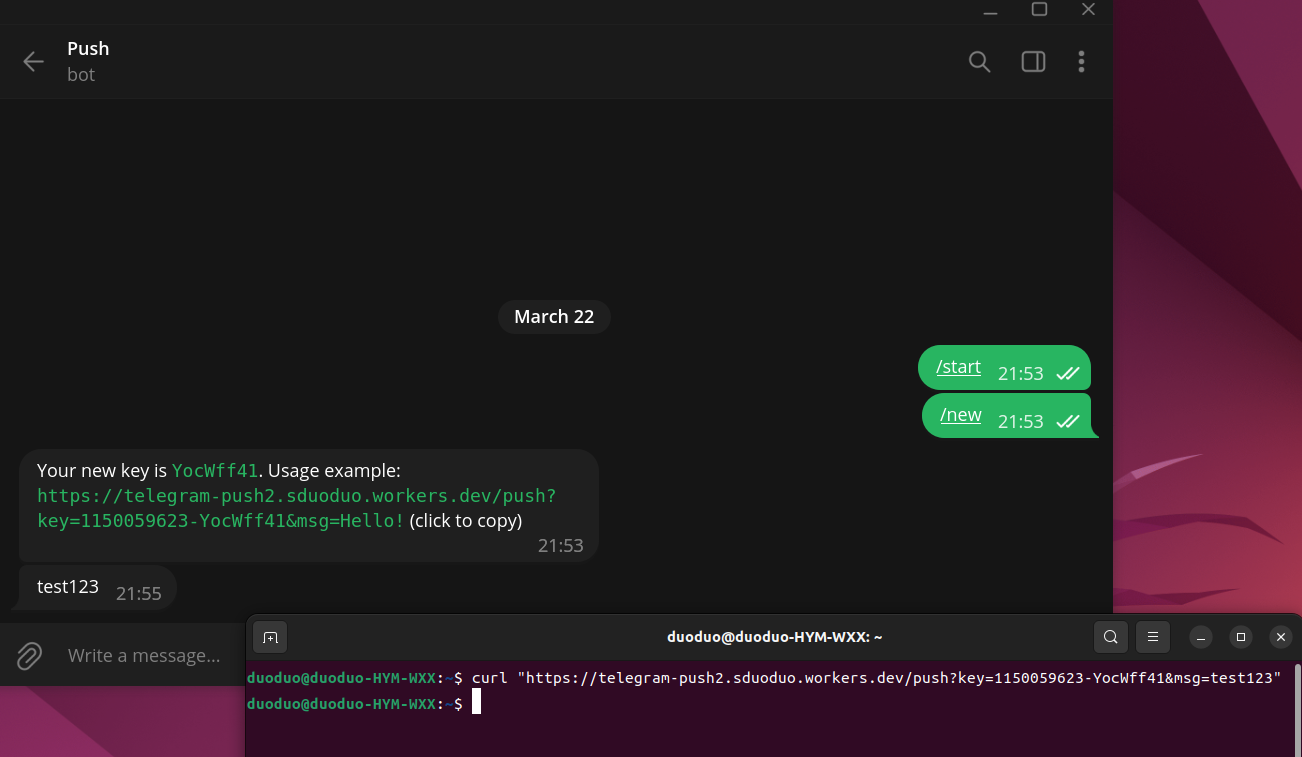 Push
bot
March 22
/start 21:53
/new 21:53
Your new key is YocWff41. Usage example:
https://telegram-push2.sduoduo.workers.dev/push?
key=1150059623-YocWff41&msg=Hello! (click to copy)
21:53
test123 21:55
Write a message...
duoduo@duoduo-HYM-WXX: ~
duoduo@duoduo-HYM-WXX:~$ curl "https://telegram-push2.sduoduo.workers.dev/push?key=1150059623-YocWff41&msg=test123"
duoduo@duoduo-HYM-WXX:~$